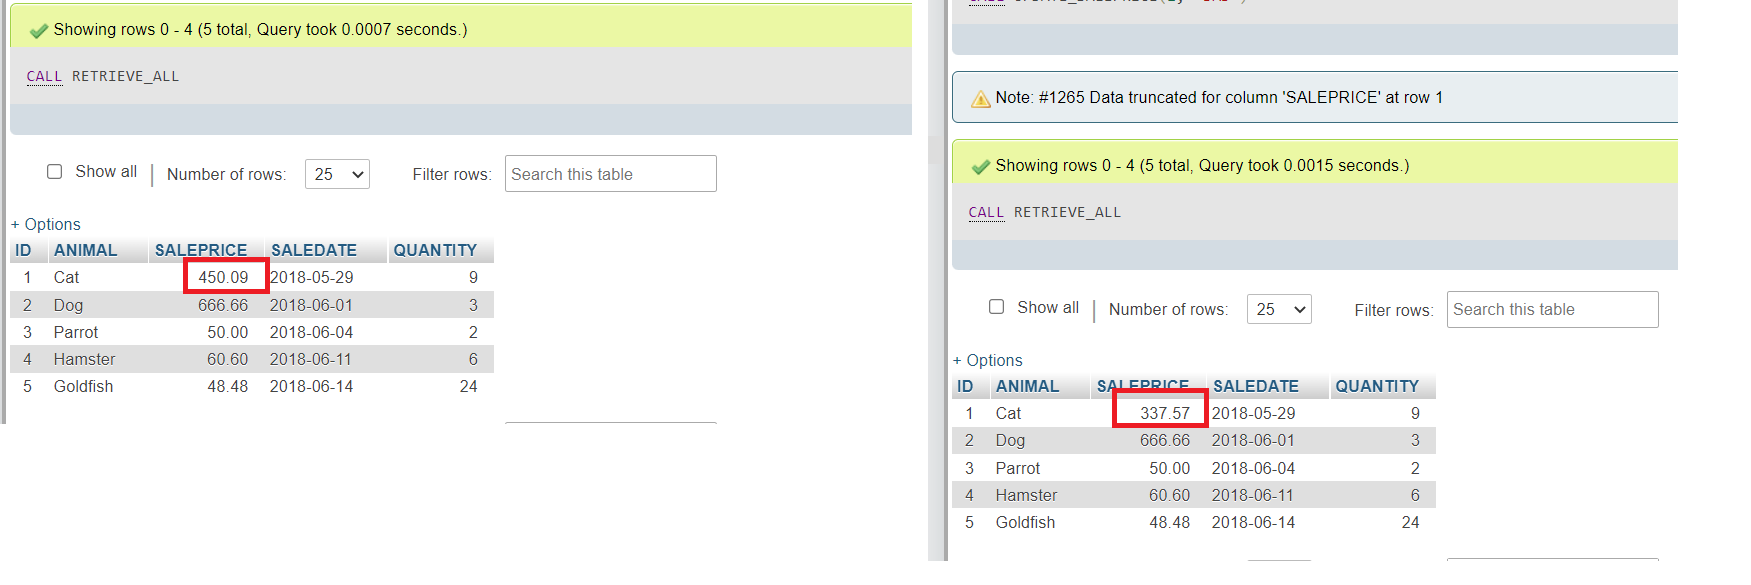 Showing rows 0 - 4 (5 total, Query took 0.0007 seconds.)
CALL RETRIEVE_ALL
Show all | Number of rows: 25 Filter rows: Search this table
+ Options
ID ANIMAL SALEPRICE SALEDATE QUANTITY
1 Cat 450.09 2018-05-29 9
2 Dog 666.66 2018-06-01 3
3 Parrot 50.00 2018-06-04 2
4 Hamster 60.60 2018-06-11 6
5 Goldfish 48.48 2018-06-14 24
Note: #1265 Data truncated for column 'SALEPRICE' at row 1
Showing rows 0 - 4 (5 total, Query took 0.0015 seconds.)
CALL RETRIEVE_ALL
Show all | Number of rows: 25 Filter rows: Search this table
+ Options
ID ANIMAL SALEPRICE SALEDATE QUANTITY
1 Cat 337.57 2018-05-29 9
2 Dog 666.66 2018-06-01 3
3 Parrot 50.00 2018-06-04 2
4 Hamster 60.60 2018-06-11 6
5 Goldfish 48.48 2018-06-14 24